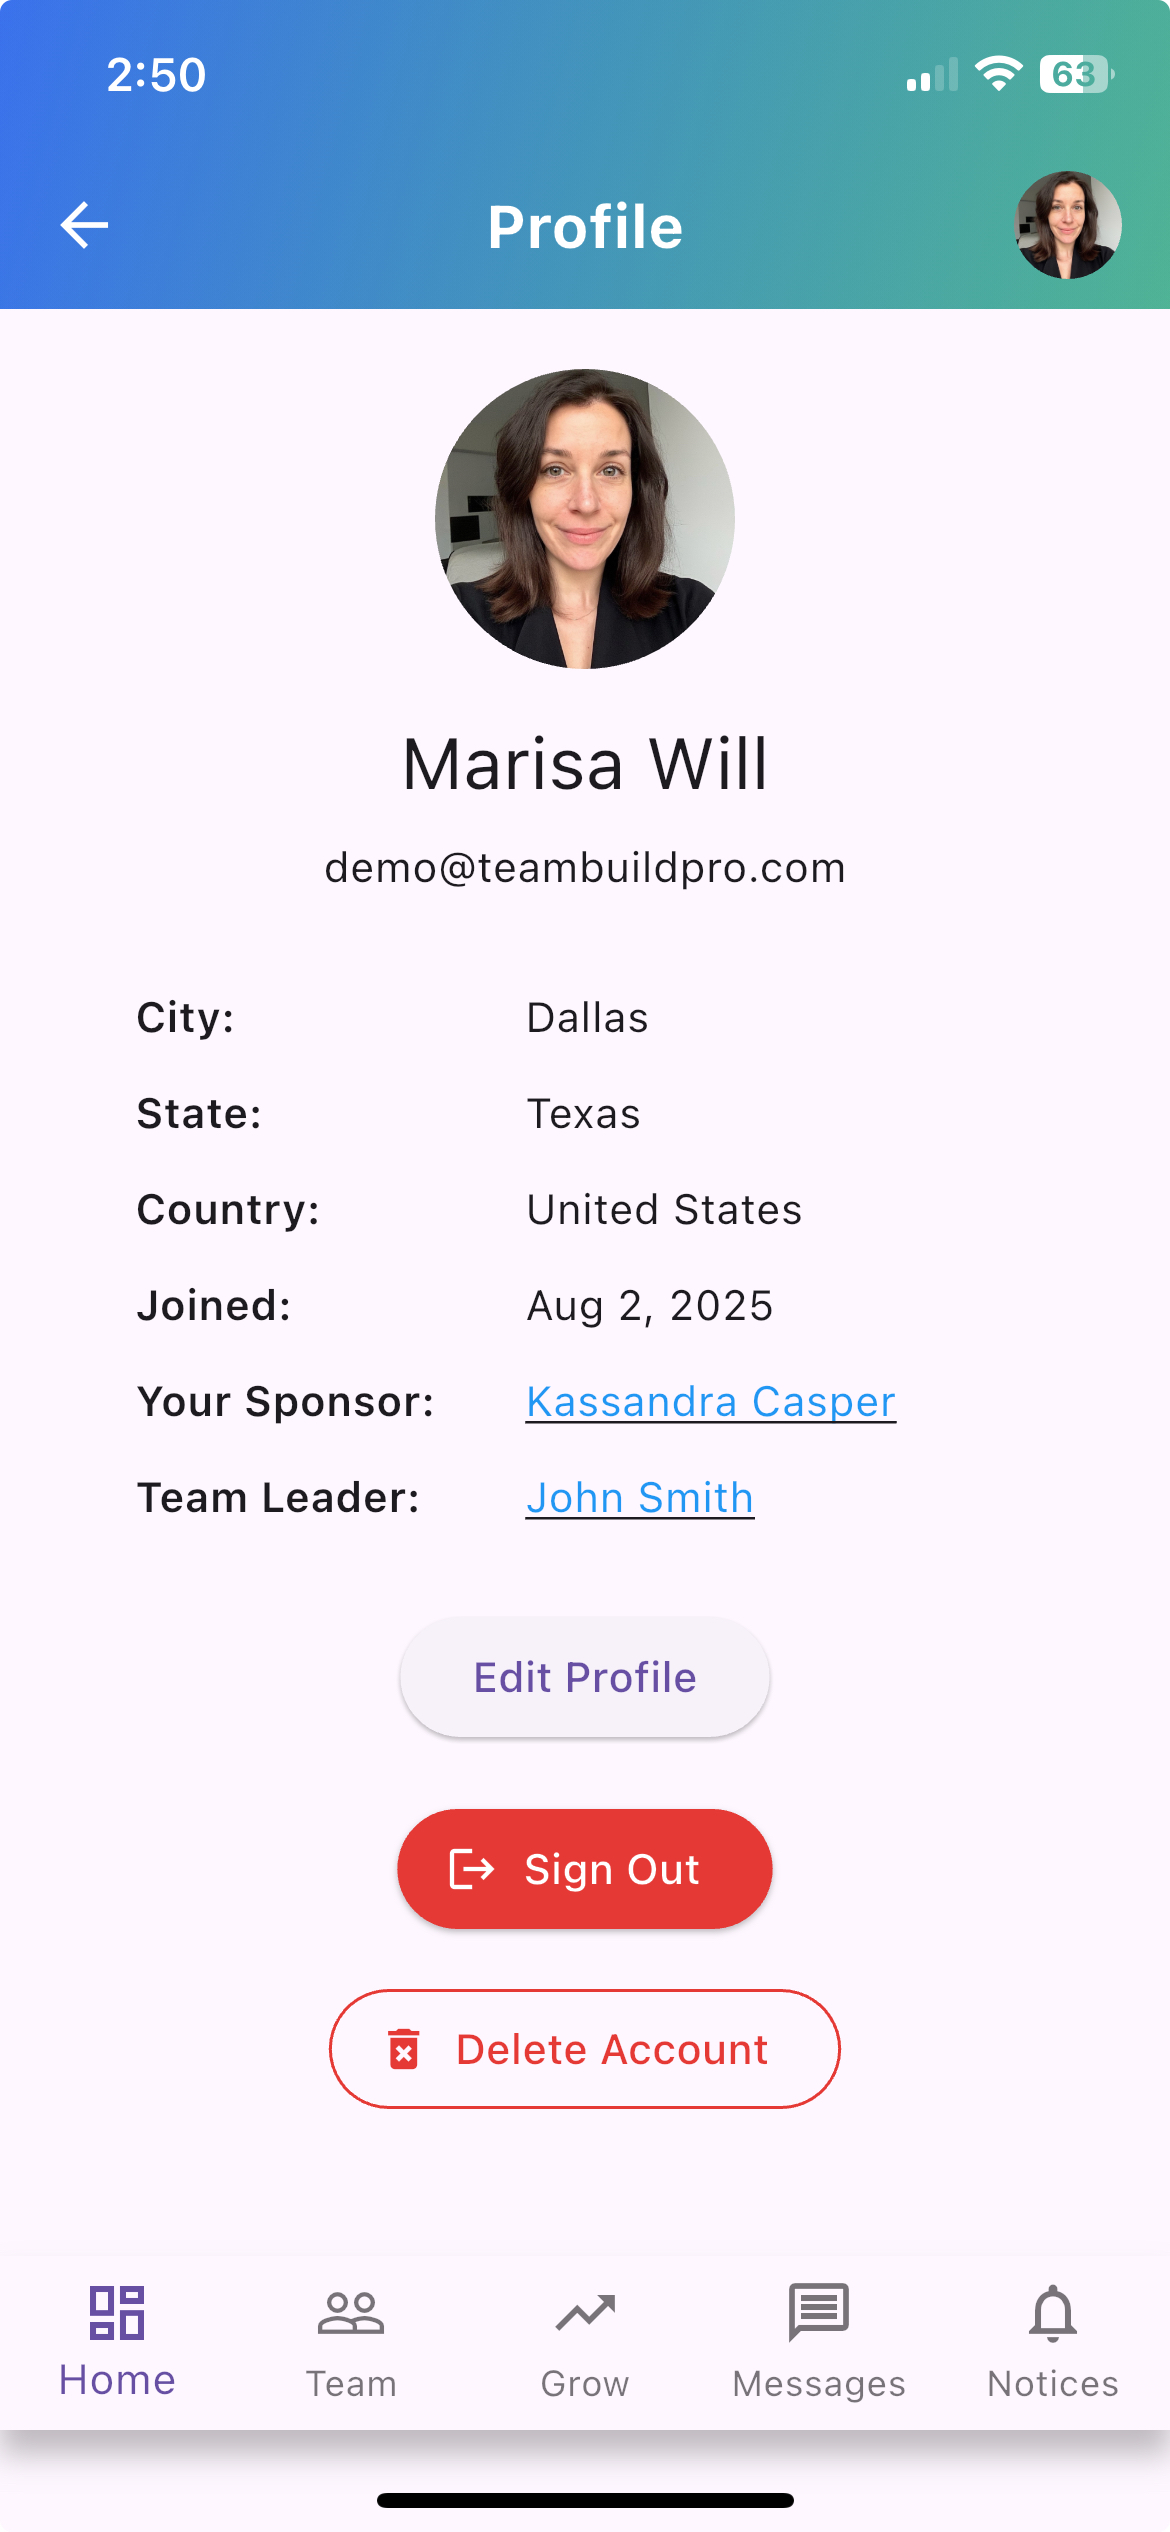 2:50
63
Profile
Marisa Will
demo@teambuildpro.com
City: Dallas
State: Texas
Country: United States
Joined: Aug 2, 2025
Your Sponsor: Kassandra Casper
Team Leader: John Smith
Edit Profile
Sign Out
Delete Account
Home Team Grow Messages Notices